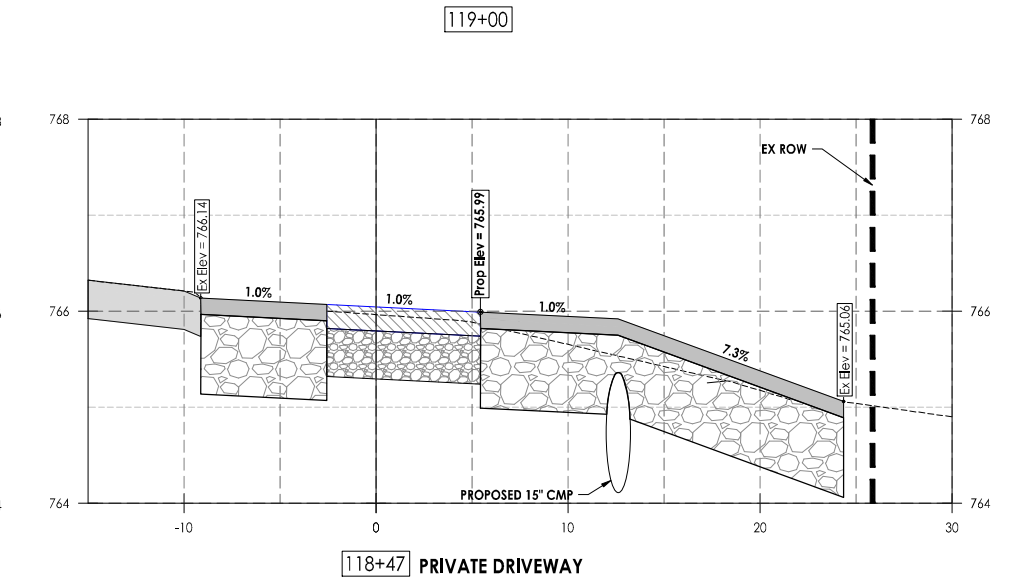 119+00
768
768
EX ROW
Ex Elev = 766.14
Prop Elev = 765.99
1.0%
1.0%
1.0%
766
766
7.3%
Ex Elev = 765.06
PROPOSED 15" CMP
764
764
-10
0
10
20
30
118+47 PRIVATE DRIVEWAY